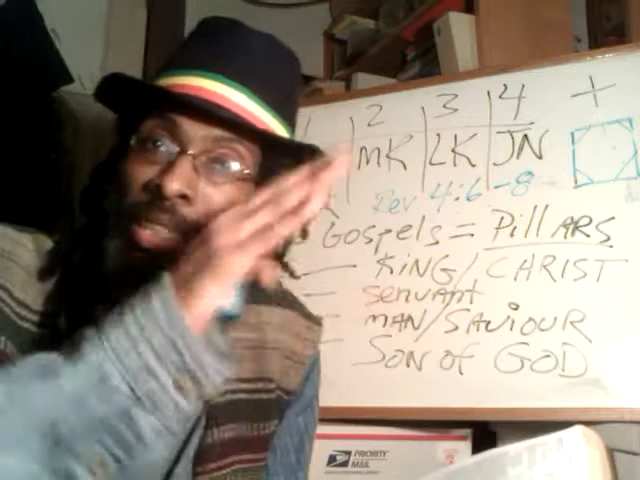 2 3 4 +
MK LK JN
Rev 4:6-8
Gospels = PillARS
— KiNG/CHRIST
— servant
— MAN/SAViOUR
— SoN of GOD
PRIORITY
MAIL